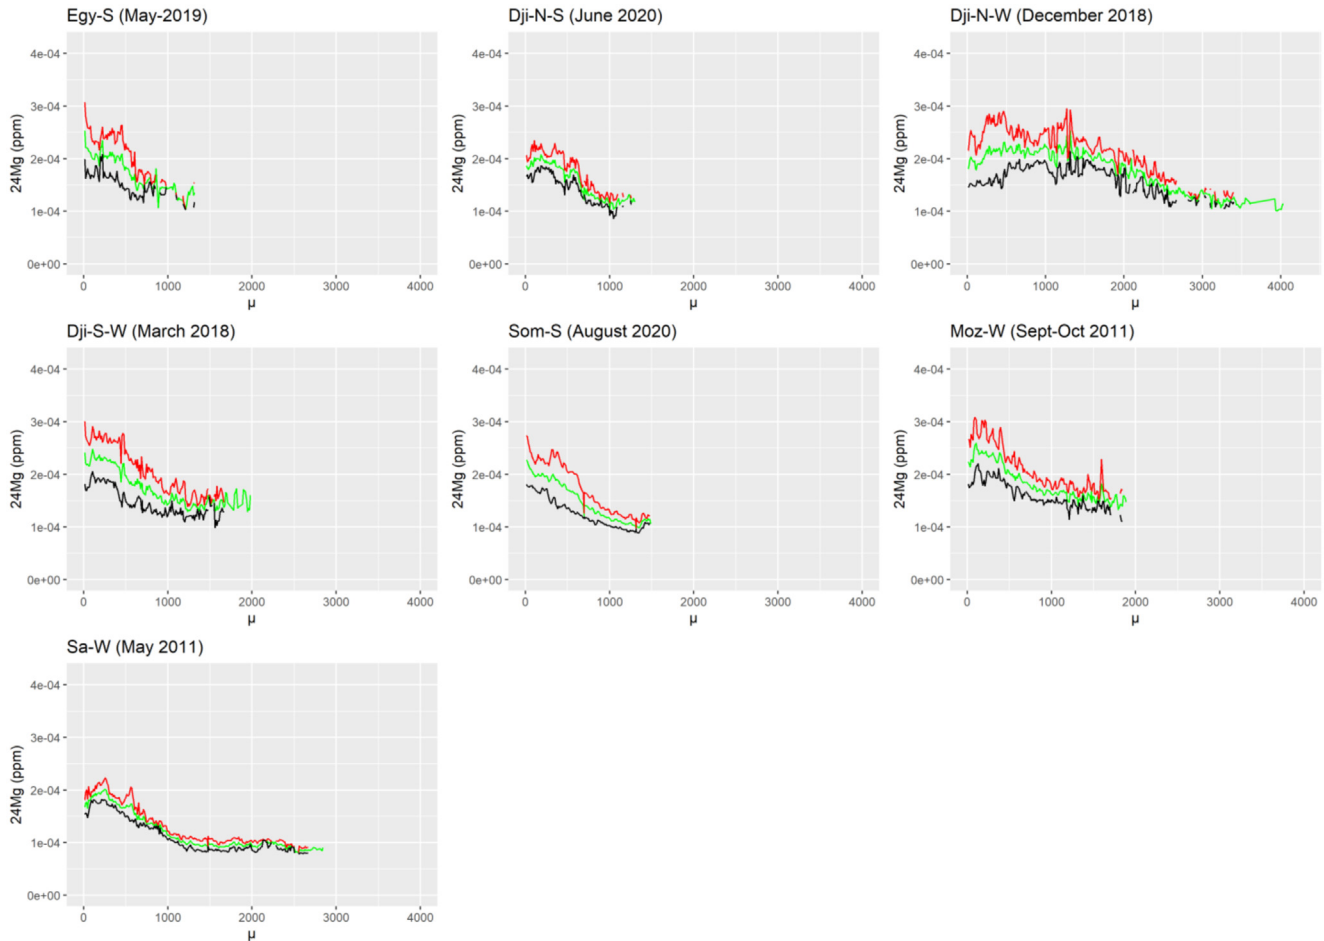 Egy-S (May-2019)
24Mg (ppm)
4e-04
3e-04
2e-04
1e-04
0e+00
0 1000 2000 3000 4000
µ
Dji-N-S (June 2020)
24Mg (ppm)
4e-04
3e-04
2e-04
1e-04
0e+00
0 1000 2000 3000 4000
µ
Dji-N-W (December 2018)
24Mg (ppm)
4e-04
3e-04
2e-04
1e-04
0e+00
0 1000 2000 3000 4000
µ
Dji-S-W (March 2018)
24Mg (ppm)
4e-04
3e-04
2e-04
1e-04
0e+00
0 1000 2000 3000 4000
µ
Som-S (August 2020)
24Mg (ppm)
4e-04
3e-04
2e-04
1e-04
0e+00
0 1000 2000 3000 4000
µ
Moz-W (Sept-Oct 2011)
24Mg (ppm)
4e-04
3e-04
2e-04
1e-04
0e+00
0 1000 2000 3000 4000
µ
Sa-W (May 2011)
24Mg (ppm)
4e-04
3e-04
2e-04
1e-04
0e+00
0 1000 2000 3000 4000
µ